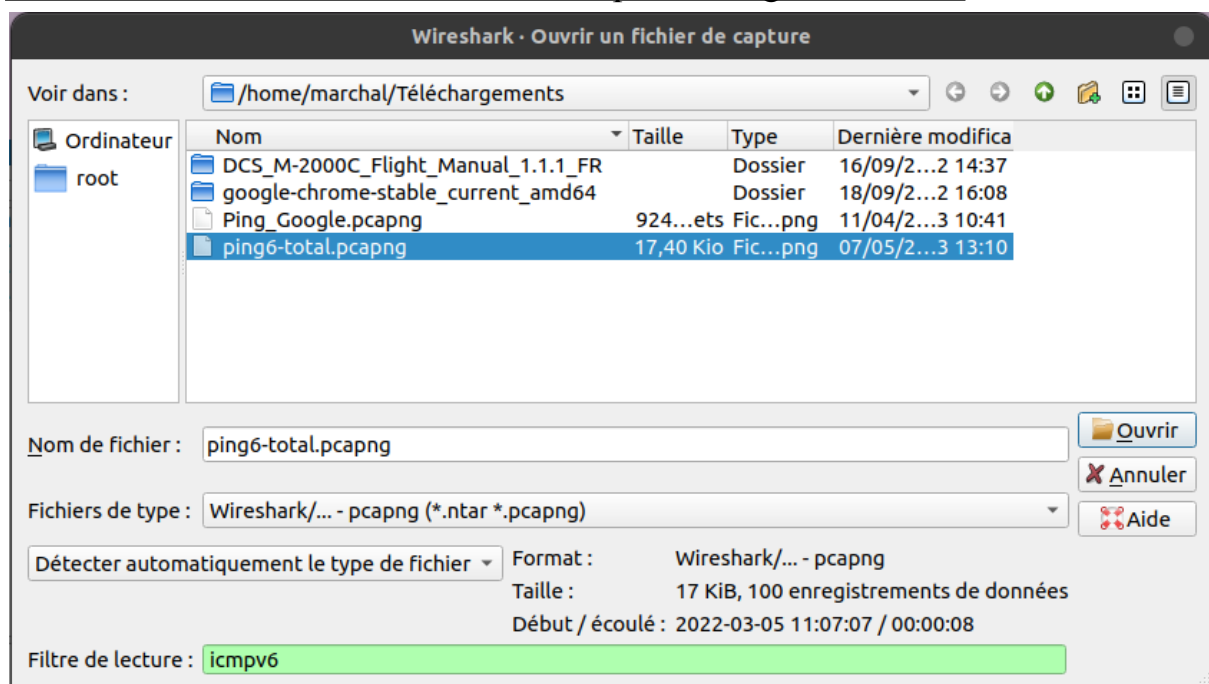 Wireshark · Ouvrir un fichier de capture
Voir dans : /home/marchal/Téléchargements
Ordinateur
root
Nom Taille Type Dernière modifica
DCS_M-2000C_Flight_Manual_1.1.1_FR Dossier 16/09/2…2 14:37
google-chrome-stable_current_amd64 Dossier 18/09/2…2 16:08
Ping_Google.pcapng 924…ets Fic…png 11/04/2…3 10:41
ping6-total.pcapng 17,40 Kio Fic…png 07/05/2…3 13:10
Nom de fichier : ping6-total.pcapng
Ouvrir
Annuler
Fichiers de type : Wireshark/... - pcapng (*.ntar *.pcapng)
Aide
Détecter automatiquement le type de fichier
Format : Wireshark/... - pcapng
Taille : 17 KiB, 100 enregistrements de données
Début / écoulé : 2022-03-05 11:07:07 / 00:00:08
Filtre de lecture : icmpv6